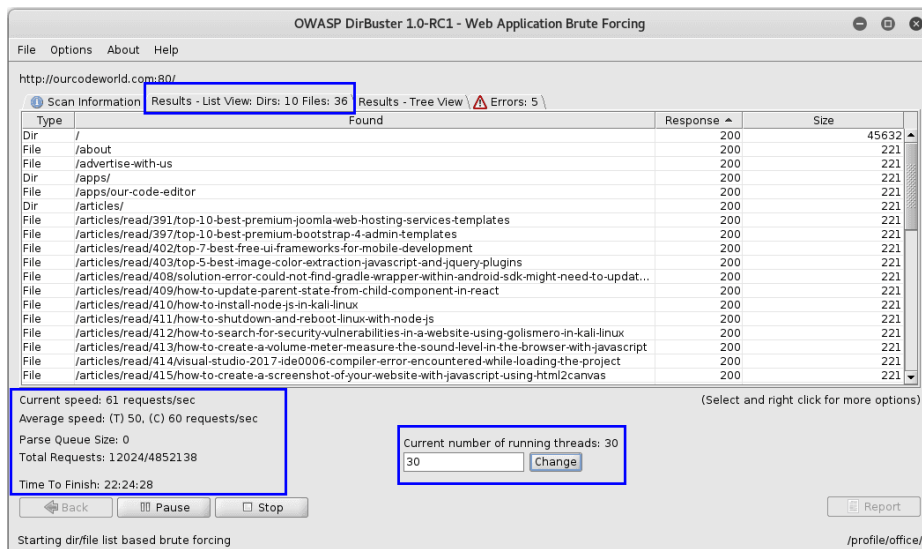 OWASP DirBuster 1.0-RC1 - Web Application Brute Forcing
File Options About Help
http://ourcodeworld.com:80/
Scan Information Results - List View: Dirs: 10 Files: 36 Results - Tree View Errors: 5
Type Found Response Size
Dir / 200 45632
File /about 200 221
File /advertise-with-us 200 221
Dir /apps/ 200 221
File /apps/our-code-editor 200 221
Dir /articles/ 200 221
File /articles/read/391/top-10-best-premium-joomla-web-hosting-services-templates 200 221
File /articles/read/397/top-10-best-premium-bootstrap-4-admin-templates 200 221
File /articles/read/402/top-7-best-free-ui-frameworks-for-mobile-development 200 221
File /articles/read/403/top-5-best-image-color-extraction-javascript-and-jquery-plugins 200 221
File /articles/read/408/solution-error-could-not-find-gradle-wrapper-within-android-sdk-might-need-to-updat... 200 221
File /articles/read/409/how-to-update-parent-state-from-child-component-in-react 200 221
File /articles/read/410/how-to-install-node-js-in-kali-linux 200 221
File /articles/read/411/how-to-shutdown-and-reboot-linux-with-node-js 200 221
File /articles/read/412/how-to-search-for-security-vulnerabilities-in-a-website-using-golismero-in-kali-linux 200 221
File /articles/read/413/how-to-create-a-volume-meter-measure-the-sound-level-in-the-browser-with-javascript 200 221
File /articles/read/414/visual-studio-2017-ide0006-compiler-error-encountered-while-loading-the-project 200 221
File /articles/read/415/how-to-create-a-screenshot-of-your-website-with-javascript-using-html2canvas 200 221
Current speed: 61 requests/sec (Select and right click for more options)
Average speed: (T) 50, (C) 60 requests/sec
Parse Queue Size: 0
Total Requests: 12024/4852138
Current number of running threads: 30
30 Change
Time To Finish: 22:24:28
Back Pause Stop Report
Starting dir/file list based brute forcing /profile/office/